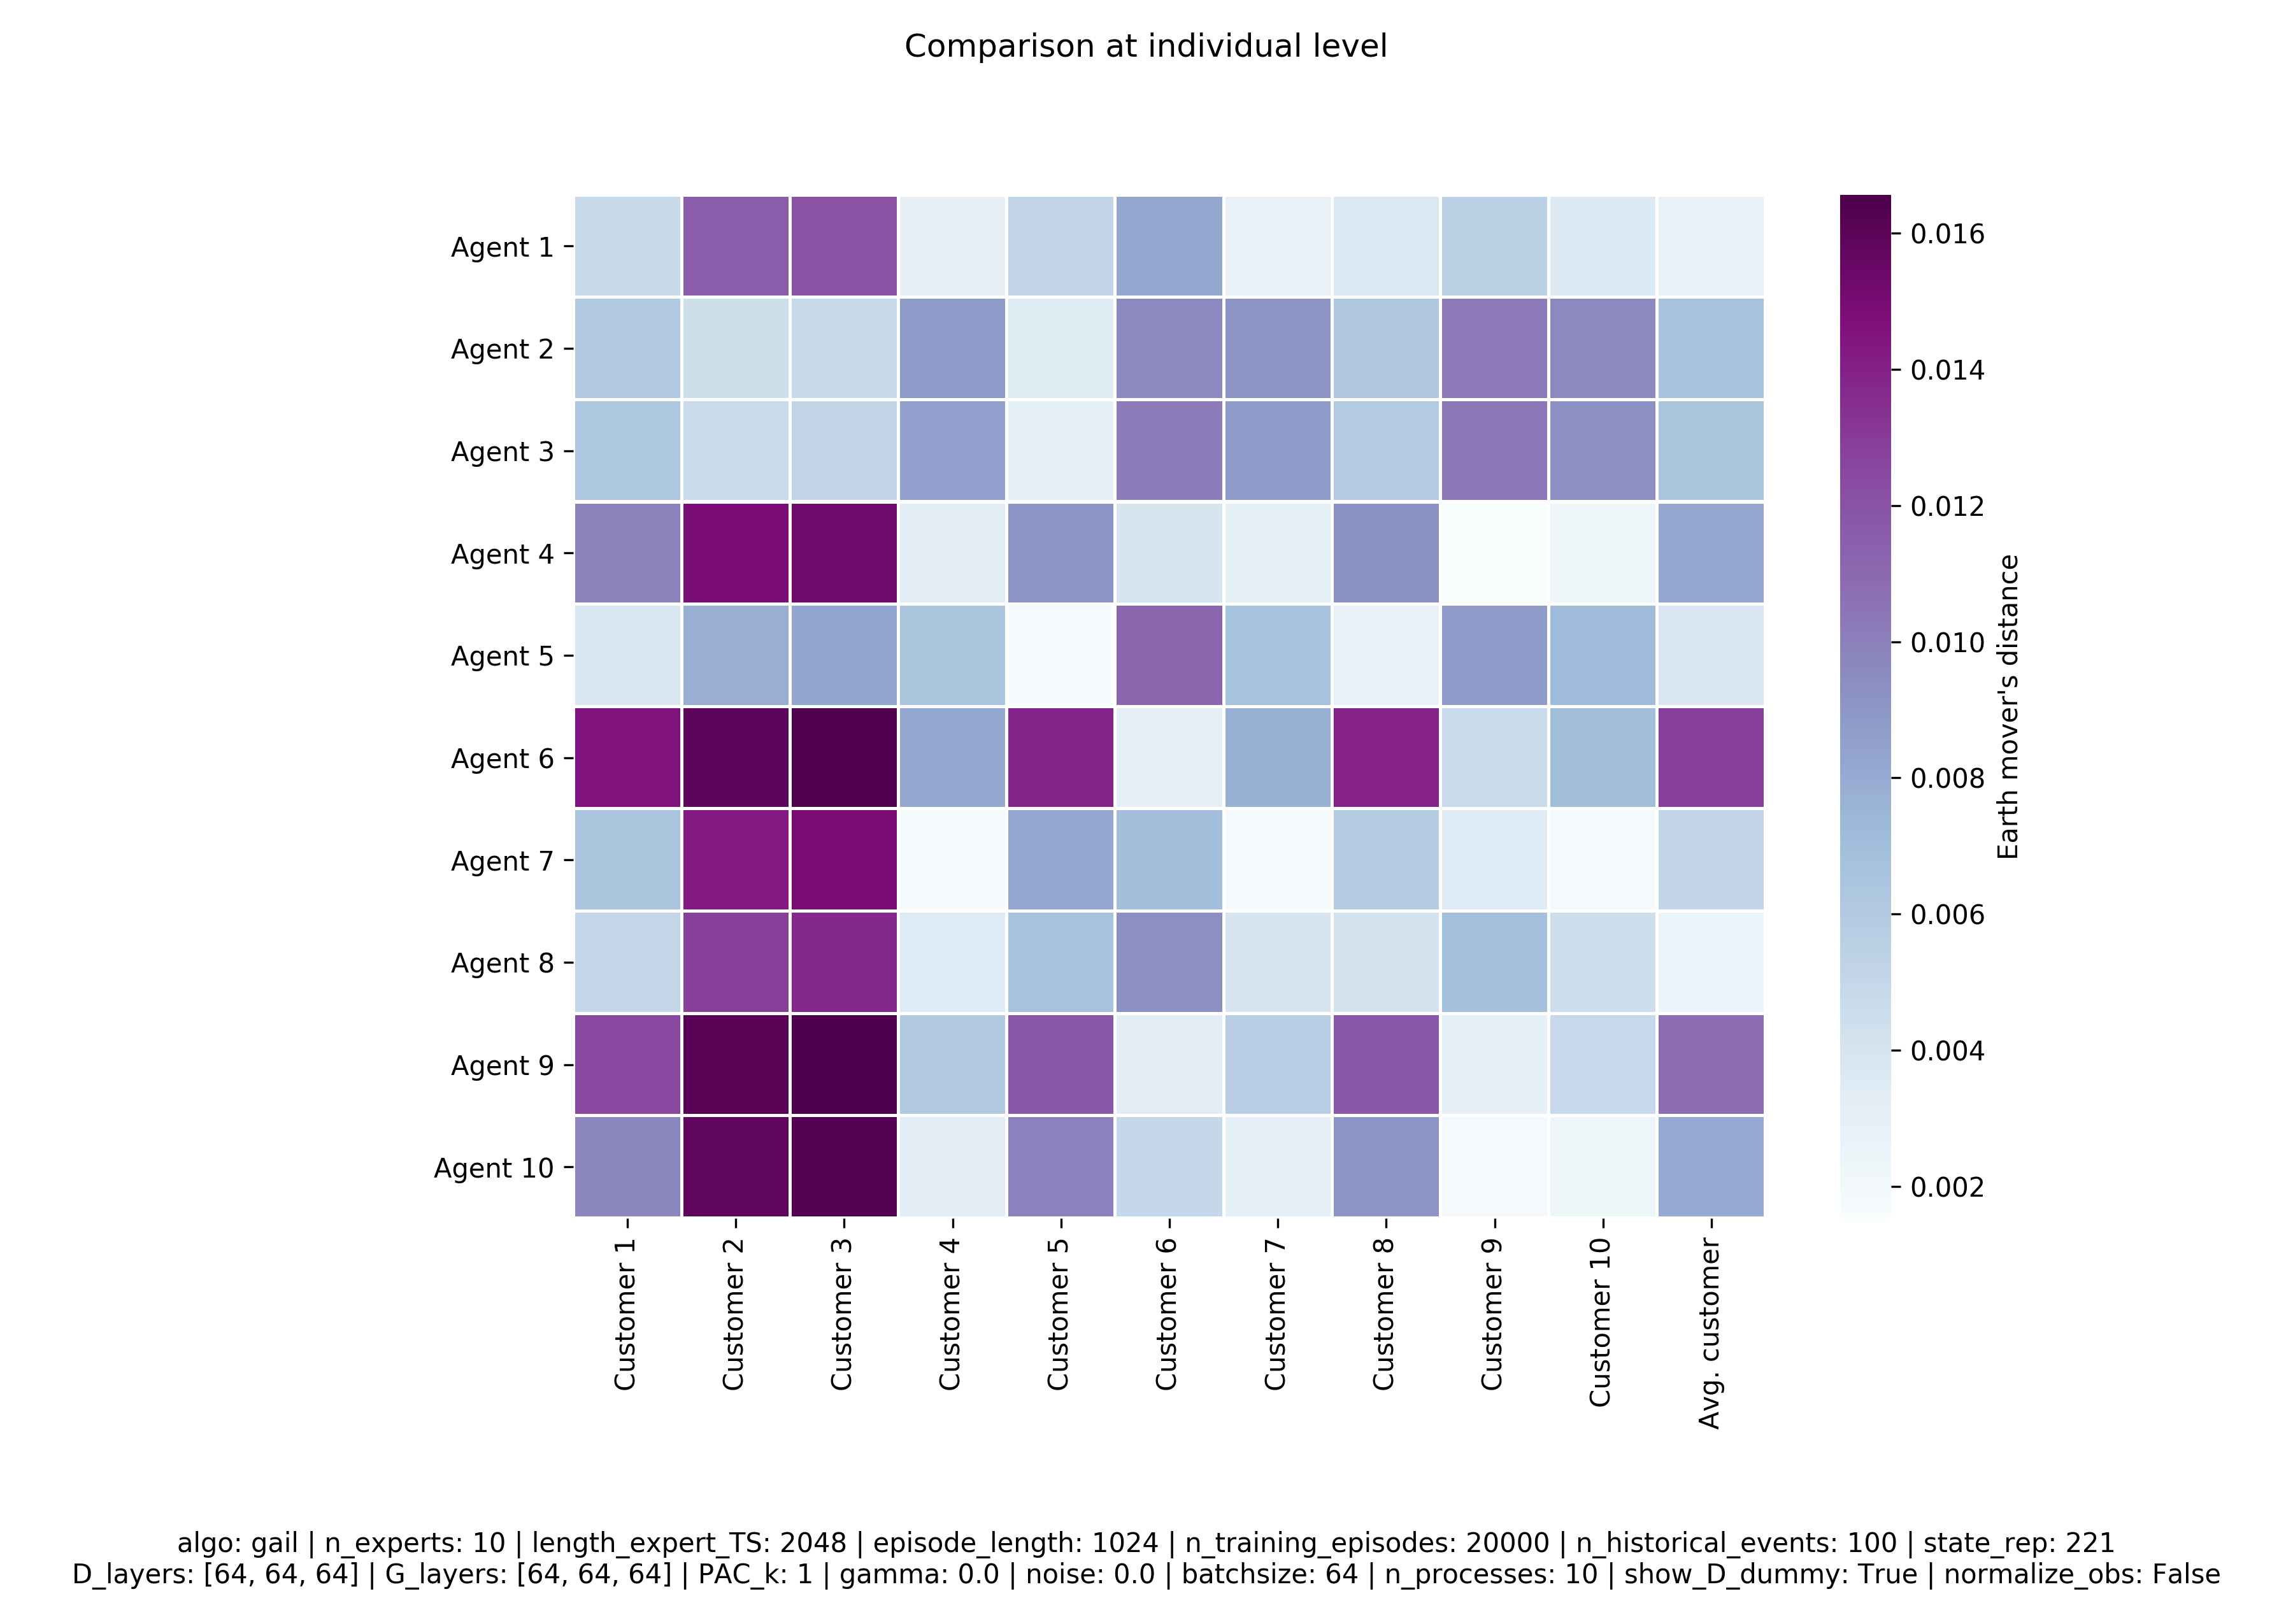 Comparison at individual level
Agent 1
Agent 2
Agent 3
Agent 4
Agent 5
Agent 6
Agent 7
Agent 8
Agent 9
Agent 10
Customer 1
Customer 2
Customer 3
Customer 4
Customer 5
Customer 6
Customer 7
Customer 8
Customer 9
Customer 10
Avg. customer
0.016
0.014
0.012
0.010
0.008
0.006
0.004
0.002
Earth mover's distance
algo: gail | n_experts: 10 | length_expert_TS: 2048 | episode_length: 1024 | n_training_episodes: 20000 | n_historical_events: 100 | state_rep: 221
D_layers: [64, 64, 64] | G_layers: [64, 64, 64] | PAC_k: 1 | gamma: 0.0 | noise: 0.0 | batchsize: 64 | n_processes: 10 | show_D_dummy: True | normalize_obs: False